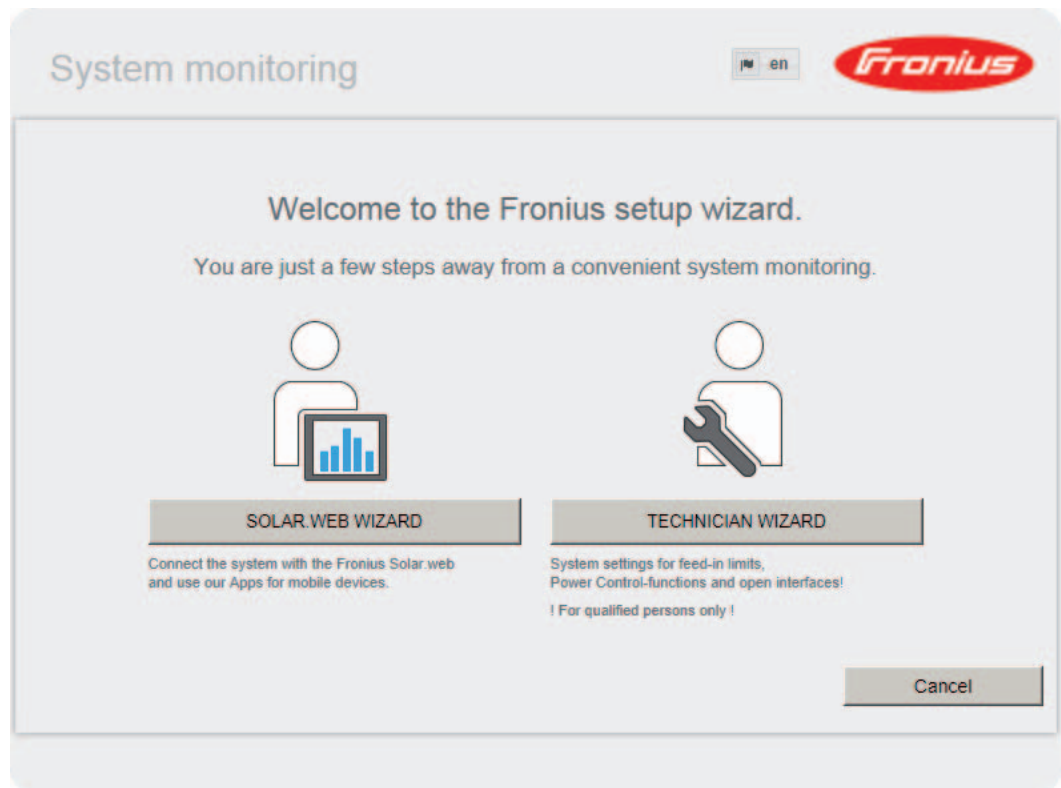 System monitoring
en
Fronius
Welcome to the Fronius setup wizard.
You are just a few steps away from a convenient system monitoring.
SOLAR.WEB WIZARD
Connect the system with the Fronius Solar.web
and use our Apps for mobile devices.
TECHNICIAN WIZARD
System settings for feed-in limits,
Power Control-functions and open interfaces!
! For qualified persons only !
Cancel